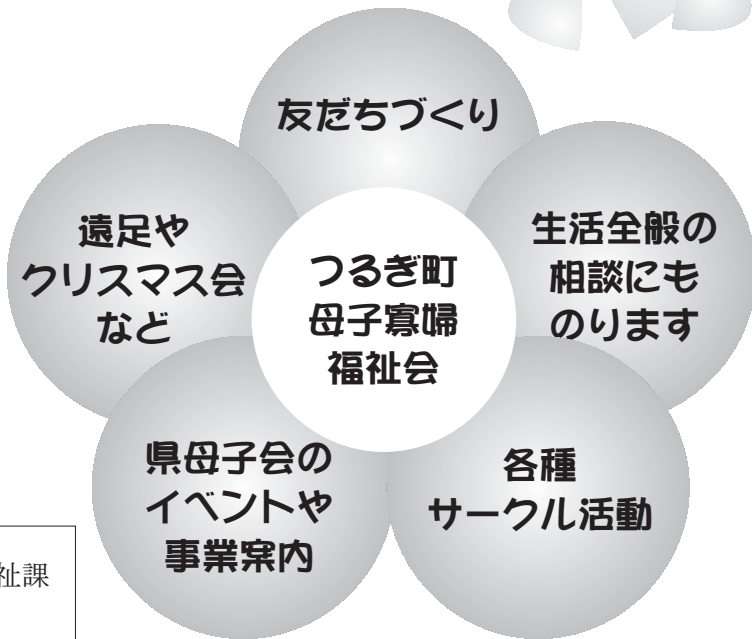 友だちづくり
遠足や
クリスマス会
など
つるぎ町
母子寡婦
福祉会
生活全般の
相談にも
のります
県母子会の
イベントや
事業案内
各種
サークル活動
祉課